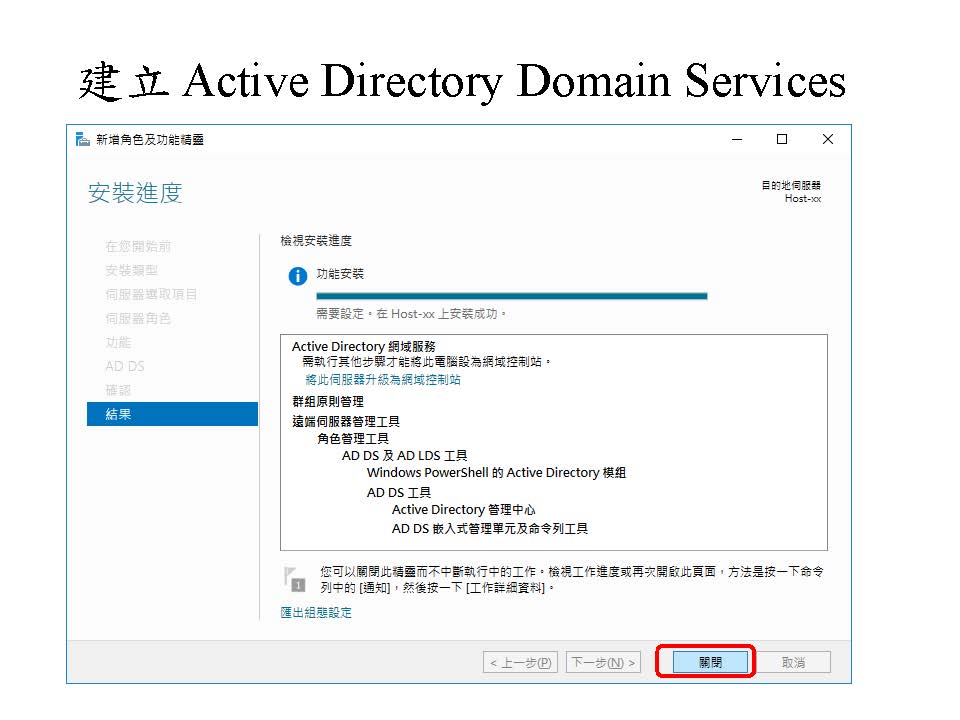 建立 Active Directory Domain Services
新增角色及功能精靈
安裝進度
目的地伺服器
Host-xx
在您開始前
安裝類型
伺服器選取項目
伺服器角色
功能
AD DS
確認
結果
檢視安裝進度
功能安裝
需要設定。在 Host-xx 上安裝成功。
Active Directory 網域服務
需執行其他步驟才能將此電腦設為網域控制站。
將此伺服器升級為網域控制站
群組原則管理
遠端伺服器管理工具
角色管理工具
AD DS 及 AD LDS 工具
Windows PowerShell 的 Active Directory 模組
AD DS 工具
Active Directory 管理中心
AD DS 嵌入式管理單元及命令列工具
1
您可以關閉此精靈而不中斷執行中的工作。檢視工作進度或再次開啟此頁面，方法是按一下命令
列中的 [通知]，然後按一下 [工作詳細資料]。
匯出組態設定
< 上一步(P)
下一步(N) >
關閉
取消